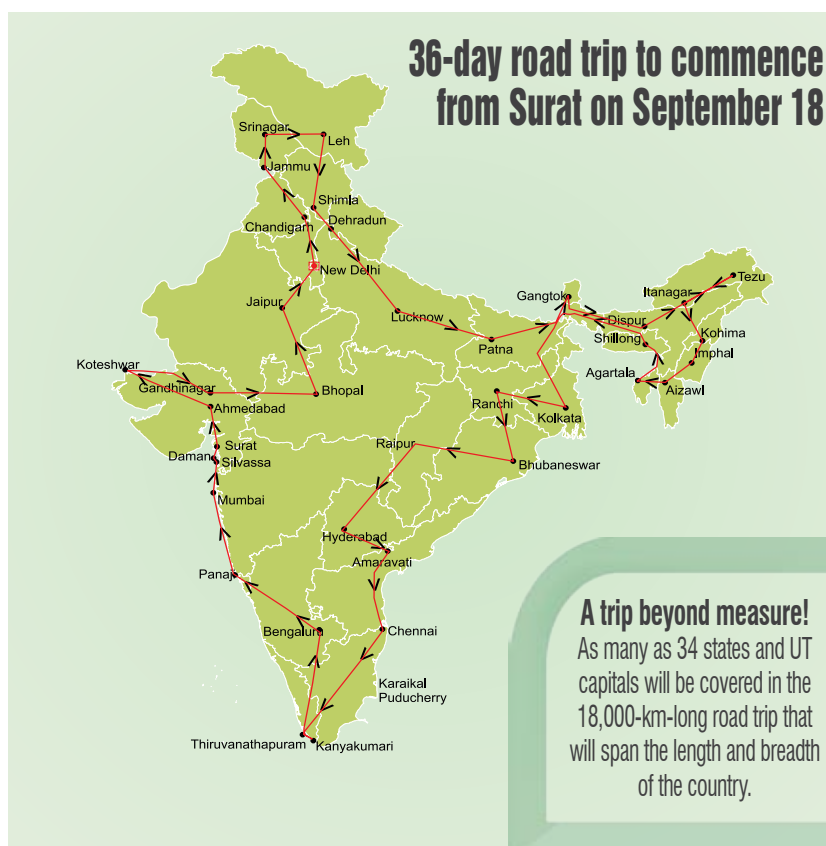 36-day road trip to commence
from Surat on September 18
Srinagar
Leh
Jammu
Shimla
Dehradun
Chandigarh
New Delhi
Jaipur
Lucknow
Patna
Gangtok
Itanagar
Tezu
Dispur
Shillong
Kohima
Imphal
Agartala
Aizawl
Koteshwar
Gandhinagar
Ahmedabad
Bhopal
Ranchi
Kolkata
Surat
Daman
Silvassa
Raipur
Bhubaneswar
Mumbai
Hyderabad
Amaravati
Panaji
Bengaluru
Chennai
Karaikal
Puducherry
Thiruvanathapuram
Kanyakumari
A trip beyond measure!
As many as 34 states and UT
capitals will be covered in the
18,000-km-long road trip that
will span the length and breadth
of the country.